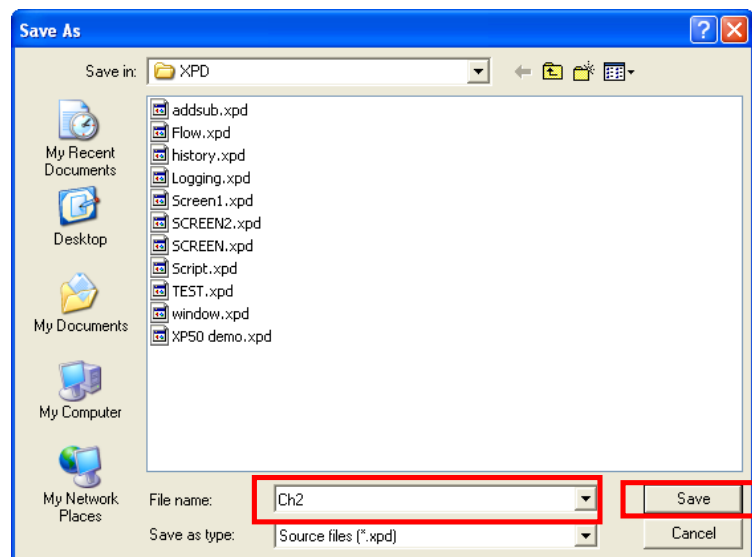 Save As
Save in: XPD
addsub.xpd
Flow.xpd
history.xpd
Logging.xpd
Screen1.xpd
SCREEN2.xpd
SCREEN.xpd
Script.xpd
TEST.xpd
window.xpd
XP50 demo.xpd
My Recent
Documents
Desktop
My Documents
My Computer
My Network
Places
File name: Ch2 Save
Save as type: Source files (*.xpd) Cancel